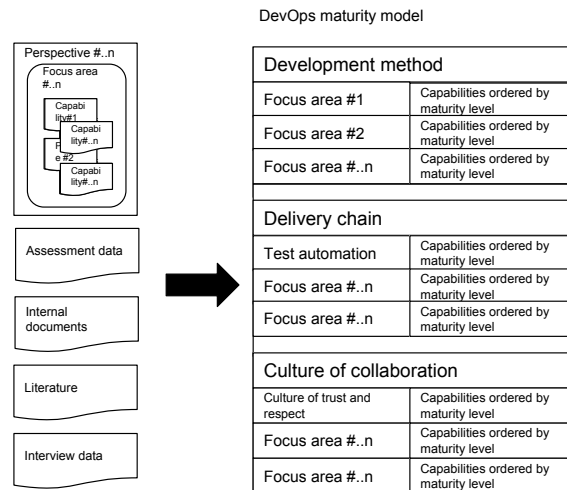 DevOps maturity model
Perspective #..n
Focus area
#..n
Capabi
lity#1
Capabi
lity#..n
e #2
Capabi
lity#..n
Assessment data
Internal
documents
Literature
Interview data
Development method
Focus area #1
Capabilities ordered by
maturity level
Focus area #2
Capabilities ordered by
maturity level
Focus area #..n
Capabilities ordered by
maturity level
Delivery chain
Test automation
Capabilities ordered by
maturity level
Focus area #..n
Capabilities ordered by
maturity level
Focus area #..n
Capabilities ordered by
maturity level
Culture of collaboration
Culture of trust and
respect
Capabilities ordered by
maturity level
Focus area #..n
Capabilities ordered by
maturity level
Focus area #..n
Capabilities ordered by
maturity level